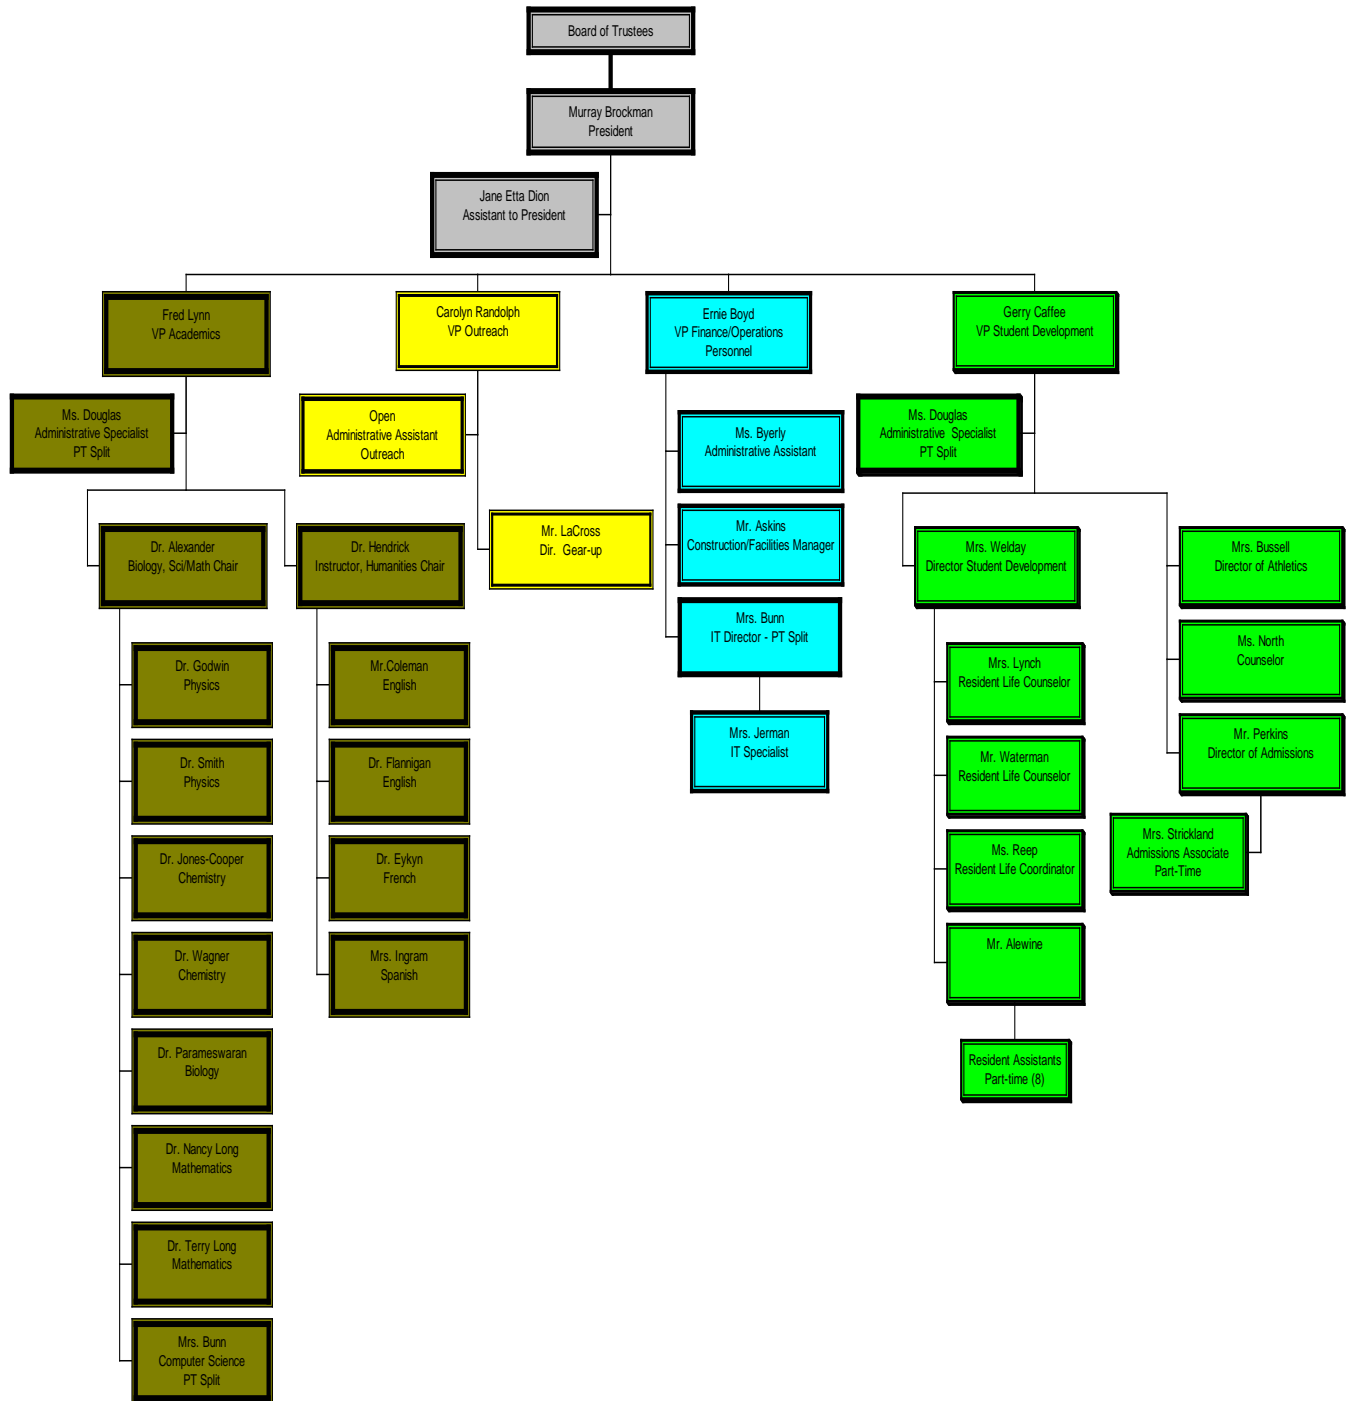 Board of Trustees
Murray Brockman
President
Jane Etta Dion
Assistant to President
Fred Lynn
VP Academics
Carolyn Randolph
VP Outreach
Ernie Boyd
VP Finance/Operations
Personnel
Gerry Caffee
VP Student Development
Ms. Douglas
Administrative Specialist
PT Split
Open
Administrative Assistant
Outreach
Ms. Byerly
Administrative Assistant
Ms. Douglas
Administrative Specialist
PT Split
Dr. Alexander
Biology, Sci/Math Chair
Dr. Hendrick
Instructor, Humanities Chair
Mr. LaCross
Dir. Gear-up
Mr. Askins
Construction/Facilities Manager
Mrs. Welday
Director Student Development
Mrs. Bussell
Director of Athletics
Mrs. Bunn
IT Director - PT Split
Mrs. Jerman
IT Specialist
Dr. Godwin
Physics
Dr. Smith
Physics
Dr. Jones-Cooper
Chemistry
Dr. Wagner
Chemistry
Dr. Parameswaran
Biology
Dr. Nancy Long
Mathematics
Dr. Terry Long
Mathematics
Mrs. Bunn
Computer Science
PT Split
Mr.Coleman
English
Dr. Flannigan
English
Dr. Eykyn
French
Mrs. Ingram
Spanish
Mrs. Lynch
Resident Life Counselor
Mr. Waterman
Resident Life Counselor
Ms. Reep
Resident Life Coordinator
Mr. Alewine
Resident Assistants
Part-time (8)
Ms. North
Counselor
Mr. Perkins
Director of Admissions
Mrs. Strickland
Admissions Associate
Part-Time